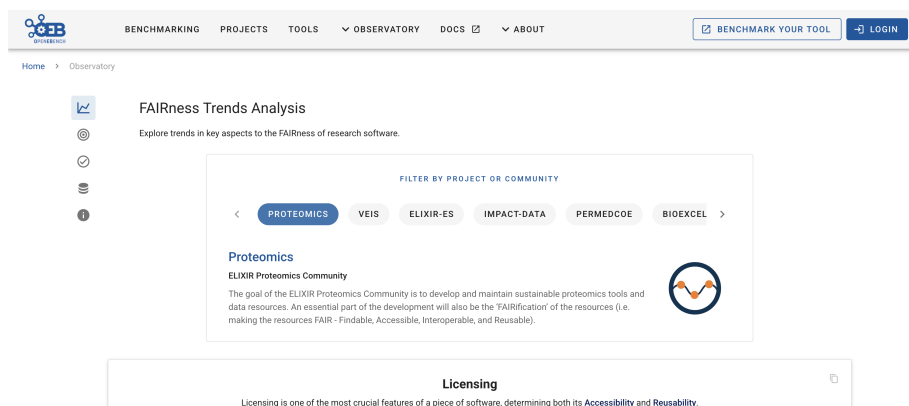 OEB
OPENEBENCH
BENCHMARKING PROJECTS TOOLS OBSERVATORY DOCS ABOUT BENCHMARK YOUR TOOL LOGIN
Home > Observatory
FAIRness Trends Analysis
Explore trends in key aspects to the FAIRness of research software.
FILTER BY PROJECT OR COMMUNITY
PROTEOMICS VEIS ELIXIR-ES IMPACT-DATA PERMEDCOE BIOEXCEL
Proteomics
ELIXIR Proteomics Community
The goal of the ELIXIR Proteomics Community is to develop and maintain sustainable proteomics tools and
data resources. An essential part of the development will also be the 'FAIRification' of the resources (i.e.
making the resources FAIR - Findable, Accessible, Interoperable, and Reusable).
Licensing
Licensing is one of the most crucial features of a piece of software, determining both its Accessibility and Reusability.